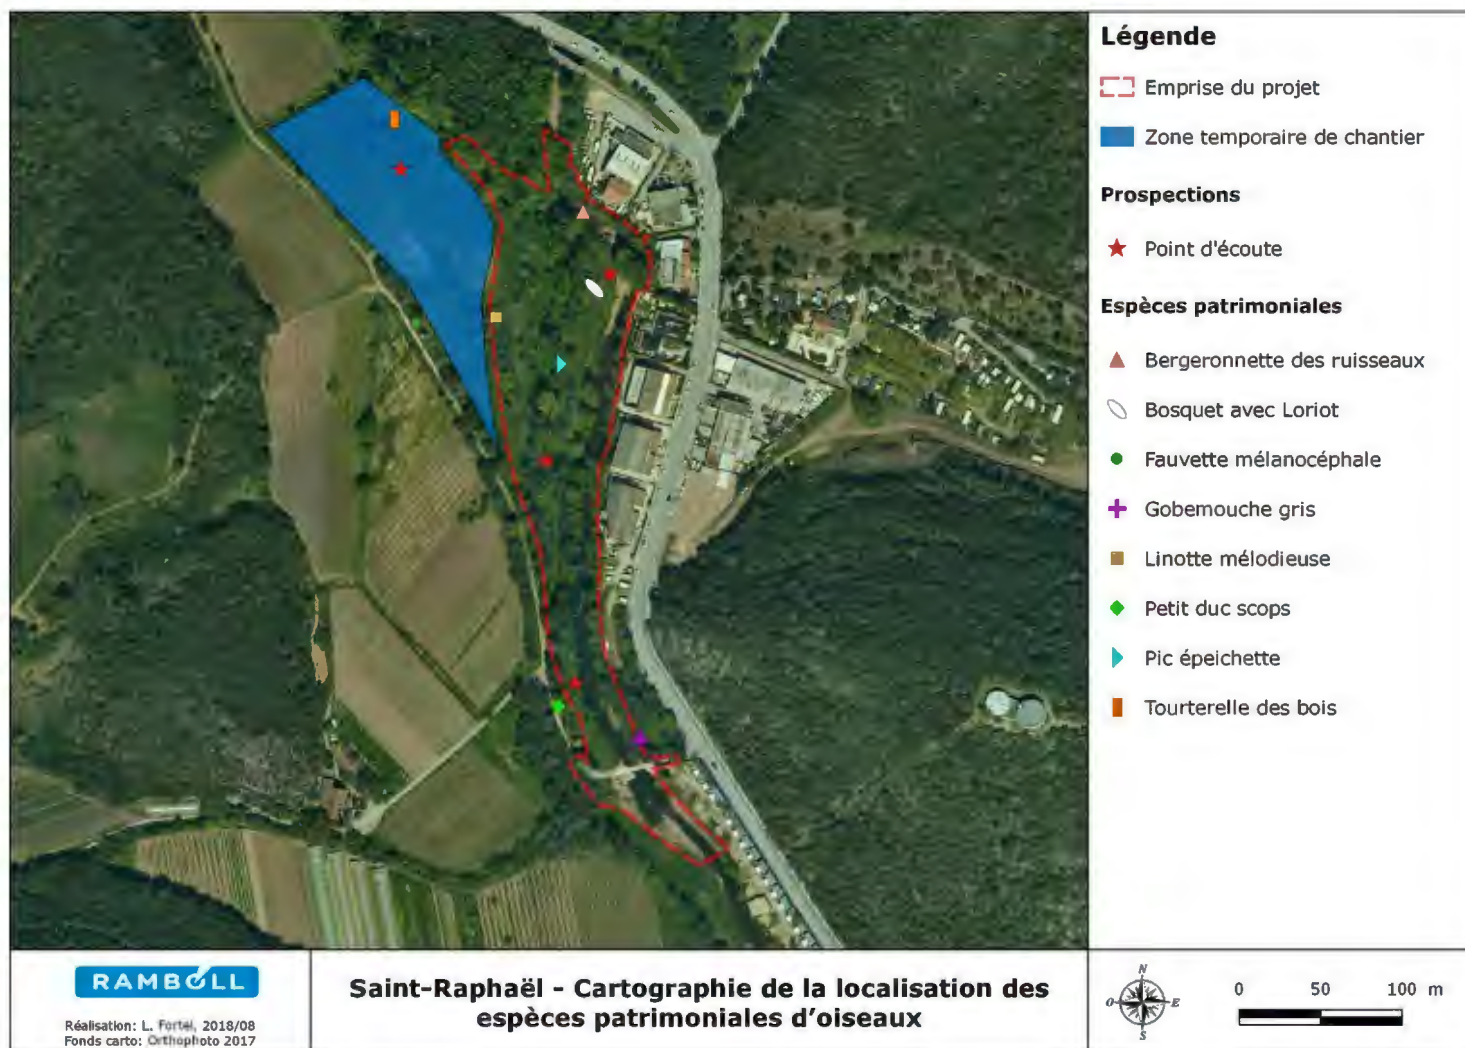 Légende
Emprise du projet
Zone temporaire de chantier
Prospections
Point d'écoute
Espèces patrimoniales
Bergeronnette des ruisseaux
Bosquet avec Loriot
Fauvette mélanocéphale
Gobemouche gris
Linotte mélodieuse
Petit duc scops
Pic épeichette
Tourterelle des bois
RAMBOLL
Réalisation: L. Fortel, 2018/08
Fonds carto: Orthophoto 2017
Saint-Raphaël - Cartographie de la localisation des
espèces patrimoniales d'oiseaux
N
O E
S
0 50 100 m